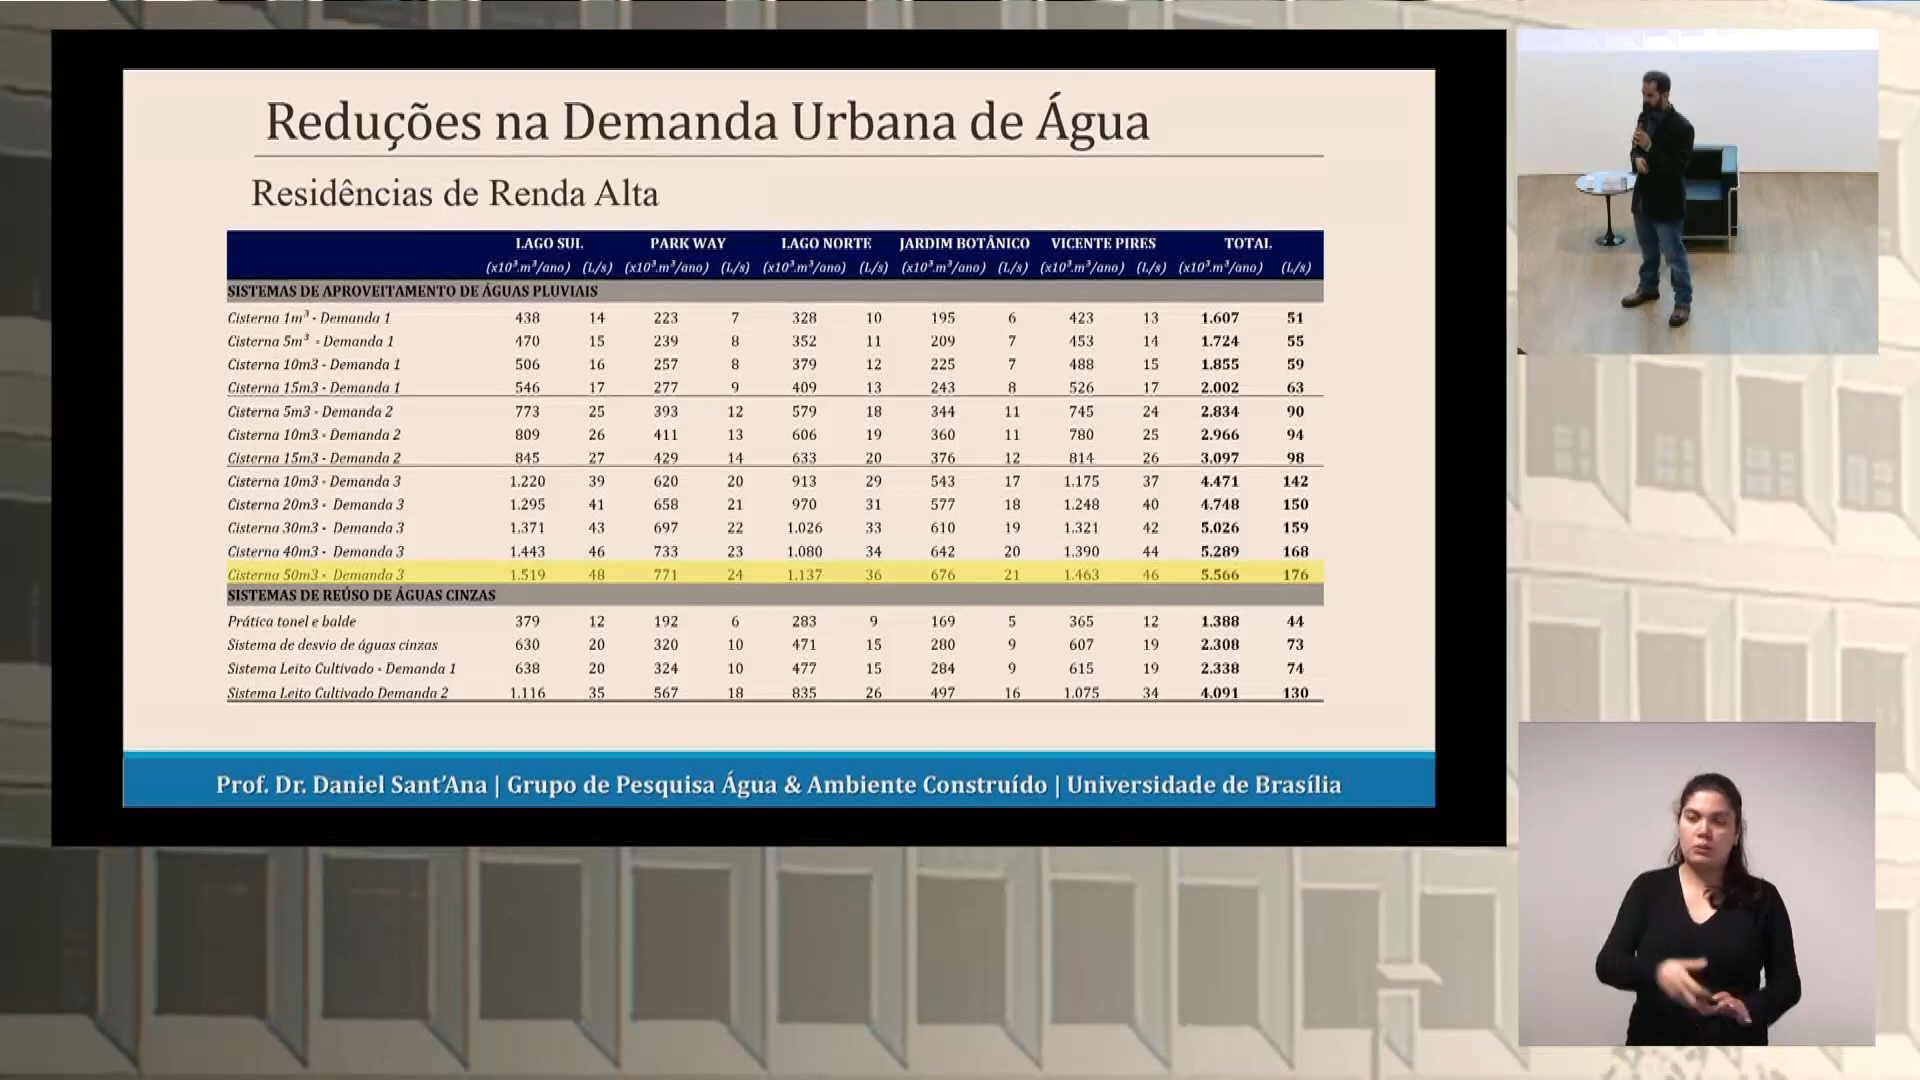 Reduções na Demanda Urbana de Água
Residências de Renda Alta
LAGO SUL PARK WAY LAGO NORTE JARDIM BOTÂNICO VICENTE PIRES TOTAL
(x10³.m³/ano) (L/s) (x10³.m³/ano) (L/s) (x10³.m³/ano) (L/s) (x10³.m³/ano) (L/s) (x10³.m³/ano) (L/s) (x10³.m³/ano) (L/s)
SISTEMAS DE APROVEITAMENTO DE ÁGUAS PLUVIAIS
Cisterna 1m³ - Demanda 1 438 14 223 7 328 10 195 6 423 13 1.607 51
Cisterna 5m³ - Demanda 1 470 15 239 8 352 11 209 7 453 14 1.724 55
Cisterna 10m3 - Demanda 1 506 16 257 8 379 12 225 7 488 15 1.855 59
Cisterna 15m3 - Demanda 1 546 17 277 9 409 13 243 8 526 17 2.002 63
Cisterna 5m3 - Demanda 2 773 25 393 12 579 18 344 11 745 24 2.834 90
Cisterna 10m3 - Demanda 2 809 26 411 13 606 19 360 11 780 25 2.966 94
Cisterna 15m3 - Demanda 2 845 27 429 14 633 20 376 12 814 26 3.097 98
Cisterna 10m3 - Demanda 3 1.220 39 620 20 913 29 543 17 1.175 37 4.471 142
Cisterna 20m3 - Demanda 3 1.295 41 658 21 970 31 577 18 1.248 40 4.748 150
Cisterna 30m3 - Demanda 3 1.371 43 697 22 1.026 33 610 19 1.321 42 5.026 159
Cisterna 40m3 - Demanda 3 1.443 46 733 23 1.080 34 642 20 1.390 44 5.289 168
Cisterna 50m3 - Demanda 3 1.519 48 771 24 1.137 36 676 21 1.463 46 5.566 176
SISTEMAS DE REÚSO DE ÁGUAS CINZAS
Prática tonel e balde 379 12 192 6 283 9 169 5 365 12 1.388 44
Sistema de desvio de águas cinzas 630 20 320 10 471 15 280 9 607 19 2.308 73
Sistema Leito Cultivado - Demanda 1 638 20 324 10 477 15 284 9 615 19 2.338 74
Sistema Leito Cultivado Demanda 2 1.116 35 567 18 835 26 497 16 1.075 34 4.091 130
Prof. Dr. Daniel Sant'Ana | Grupo de Pesquisa Água & Ambiente Construído | Universidade de Brasília